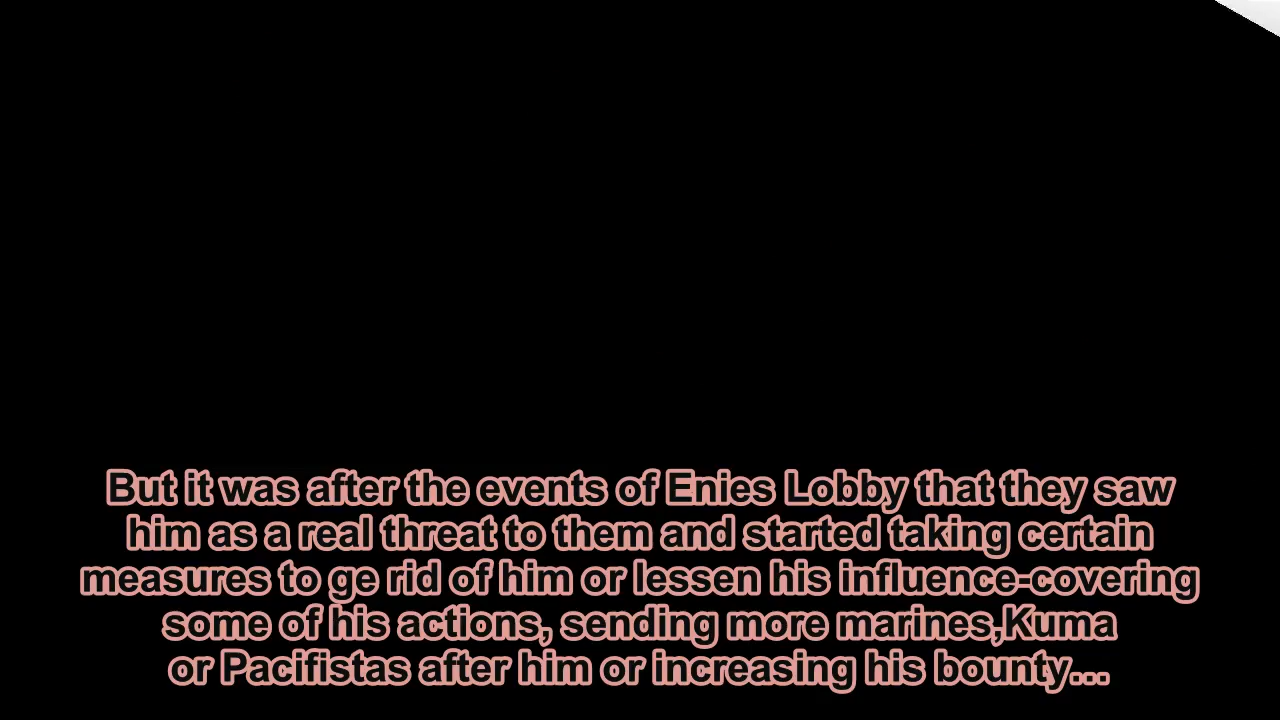 But it was after the events of Enies Lobby that they saw
him as a real threat to them and started taking certain
measures to ge rid of him or lessen his influence-covering
some of his actions, sending more marines,Kuma
or Pacifistas after him or increasing his bounty...